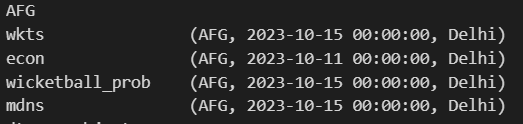 AFG
wkts (AFG, 2023-10-15 00:00:00, Delhi)
econ (AFG, 2023-10-11 00:00:00, Delhi)
wicketball_prob (AFG, 2023-10-15 00:00:00, Delhi)
mdns (AFG, 2023-10-15 00:00:00, Delhi)